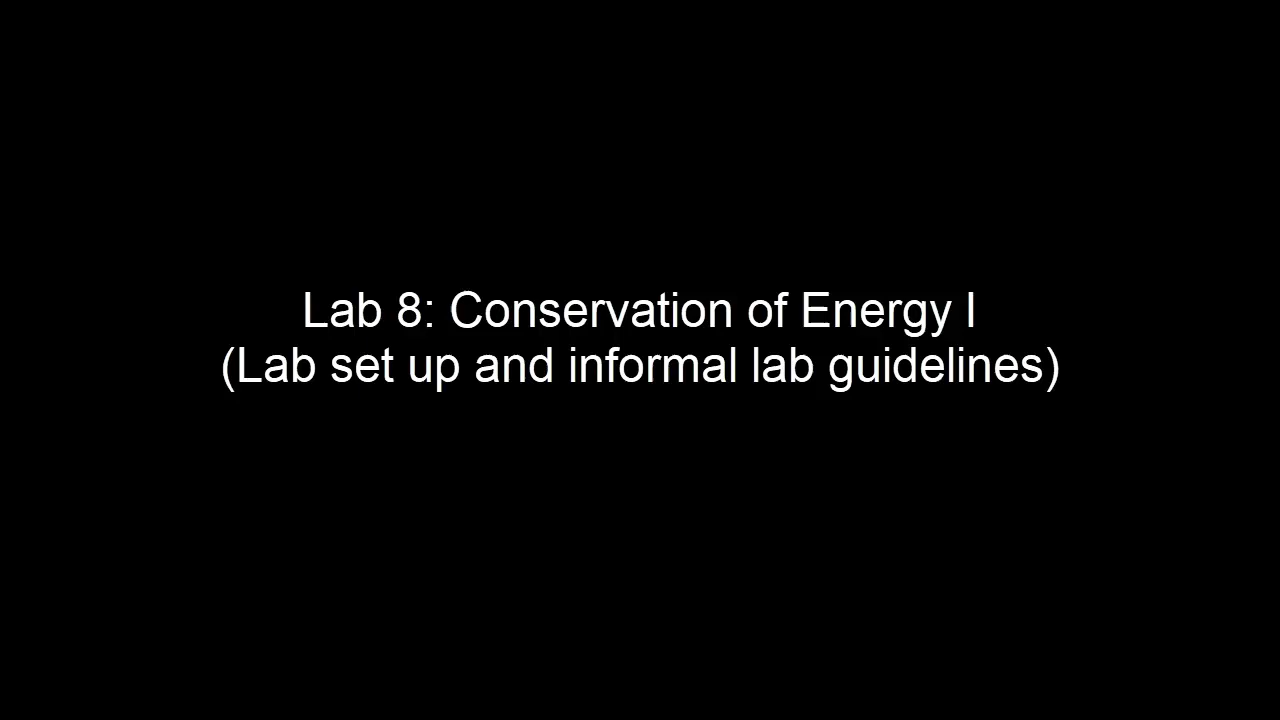 Lab 8: Conservation of Energy I
(Lab set up and informal lab guidelines)